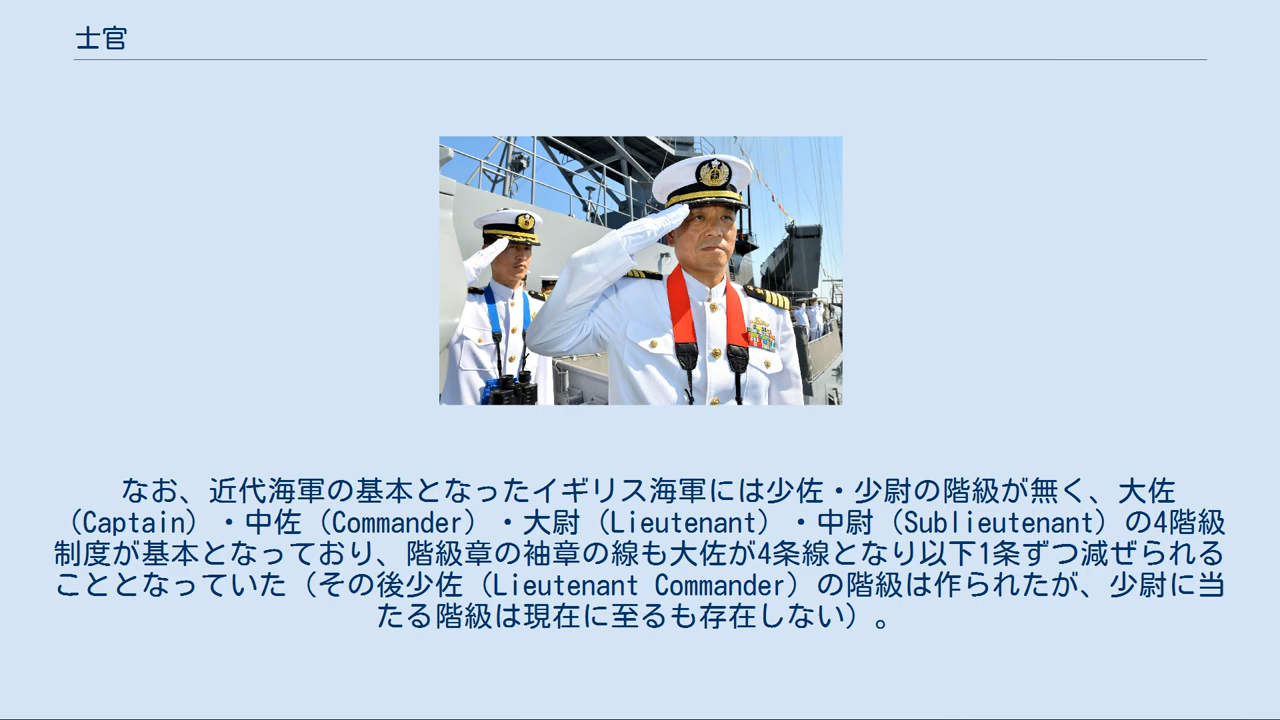 士官
なお、近代海軍の基本となったイギリス海軍には少佐・少尉の階級が無く、大佐
（Captain）・中佐（Commander）・大尉（Lieutenant）・中尉（Sublieutenant）の4階級
制度が基本となっており、階級章の袖章の線も大佐が4条線となり以下1条ずつ減ぜられる
こととなっていた（その後少佐（Lieutenant Commander）の階級は作られたが、少尉に当
たる階級は現在に至るも存在しない）。